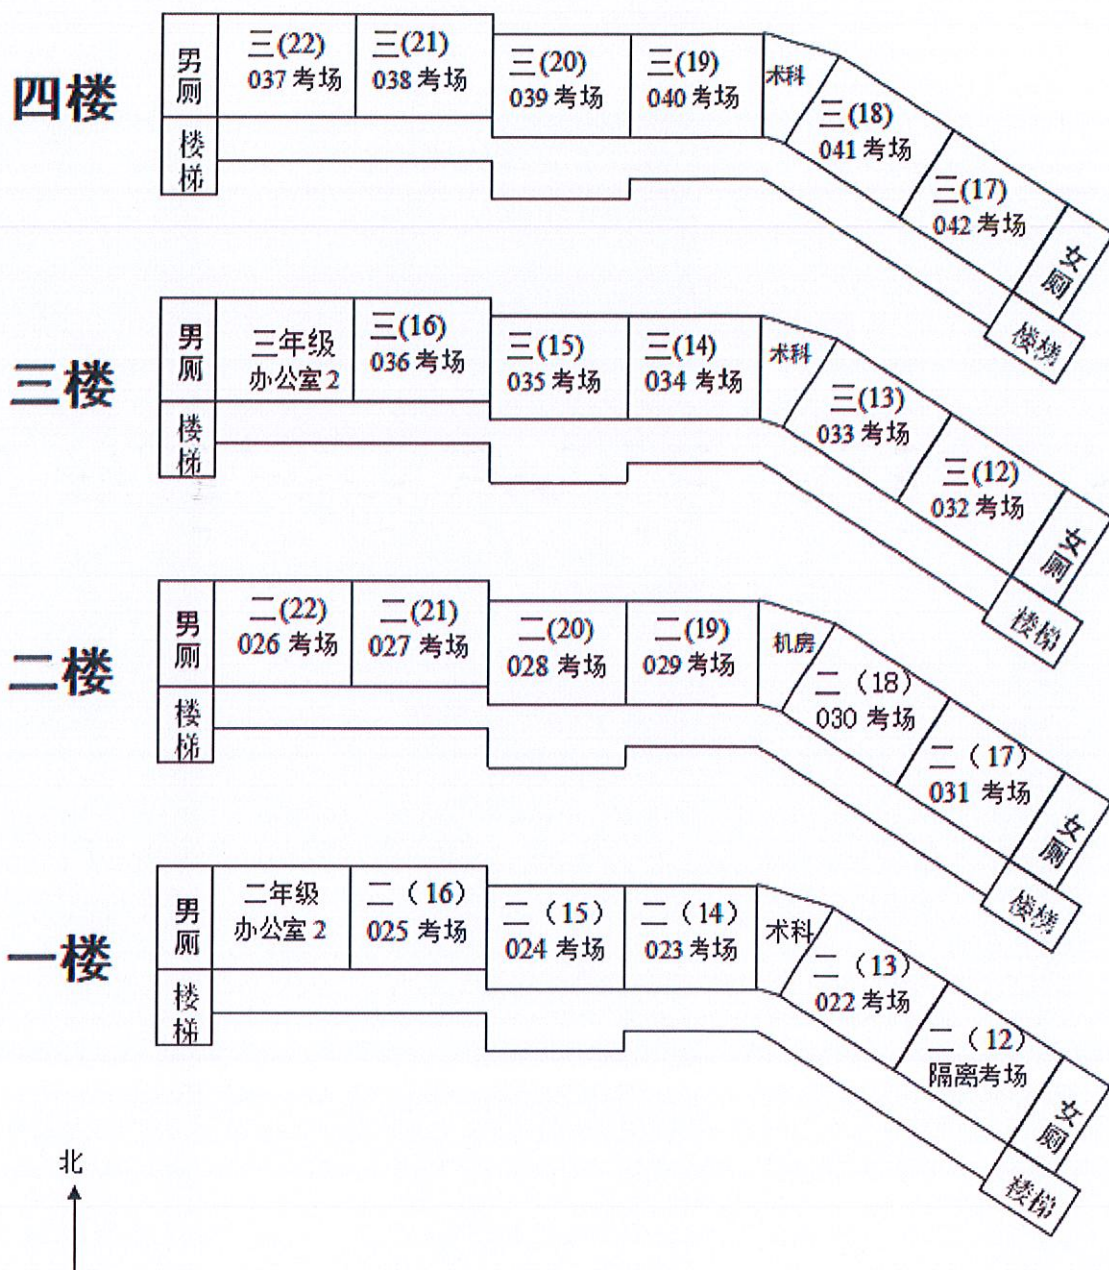 四楼
男厕
楼梯
三(22)
037 考场
三(21)
038 考场
三(20)
039 考场
三(19)
040 考场
术科
三(18)
041 考场
三(17)
042 考场
女厕
楼梯
三楼
男厕
楼梯
三年级
办公室 2
三(16)
036 考场
三(15)
035 考场
三(14)
034 考场
术科
三(13)
033 考场
三(12)
032 考场
女厕
楼梯
二楼
男厕
楼梯
二(22)
026 考场
二(21)
027 考场
二(20)
028 考场
二(19)
029 考场
机房
二（18）
030 考场
二（17）
031 考场
女厕
楼梯
一楼
男厕
楼梯
二年级
办公室 2
二（16）
025 考场
二（15）
024 考场
二（14）
023 考场
术科
二（13）
022 考场
二（12）
隔离考场
女厕
楼梯
北